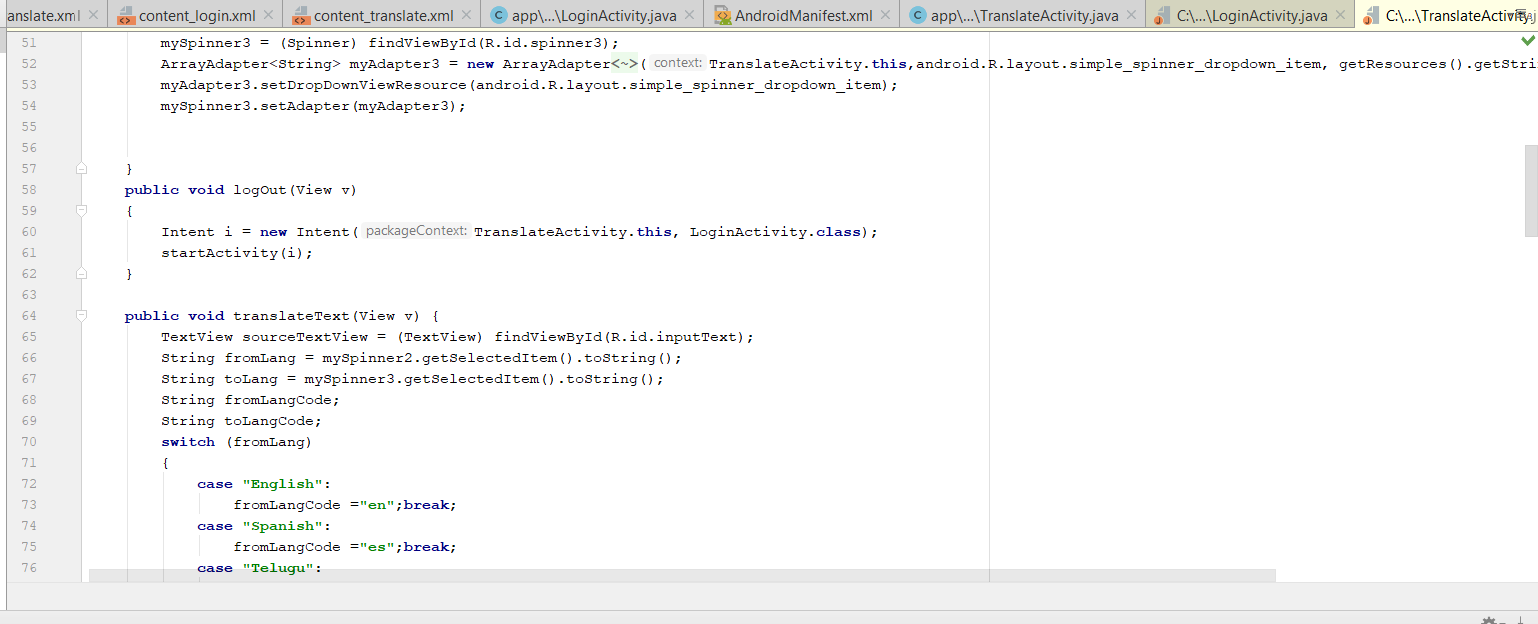 anslate.xml content_login.xml content_translate.xml app\...\LoginActivity.java AndroidManifest.xml app\...\TranslateActivity.java C:\...\LoginActivity.java C:\...\TranslateActivity
51 mySpinner3 = (Spinner) findViewById(R.id.spinner3);
52 ArrayAdapter<String> myAdapter3 = new ArrayAdapter<~>( context: TranslateActivity.this,android.R.layout.simple_spinner_dropdown_item, getResources().getStri
53 myAdapter3.setDropDownViewResource(android.R.layout.simple_spinner_dropdown_item);
54 mySpinner3.setAdapter(myAdapter3);
55
56
57 }
58 public void logOut(View v)
59 {
60 Intent i = new Intent( packageContext: TranslateActivity.this, LoginActivity.class);
61 startActivity(i);
62 }
63
64 public void translateText(View v) {
65 TextView sourceTextView = (TextView) findViewById(R.id.inputText);
66 String fromLang = mySpinner2.getSelectedItem().toString();
67 String toLang = mySpinner3.getSelectedItem().toString();
68 String fromLangCode;
69 String toLangCode;
70 switch (fromLang)
71 {
72 case "English":
73 fromLangCode ="en";break;
74 case "Spanish":
75 fromLangCode ="es";break;
76 case "Telugu":